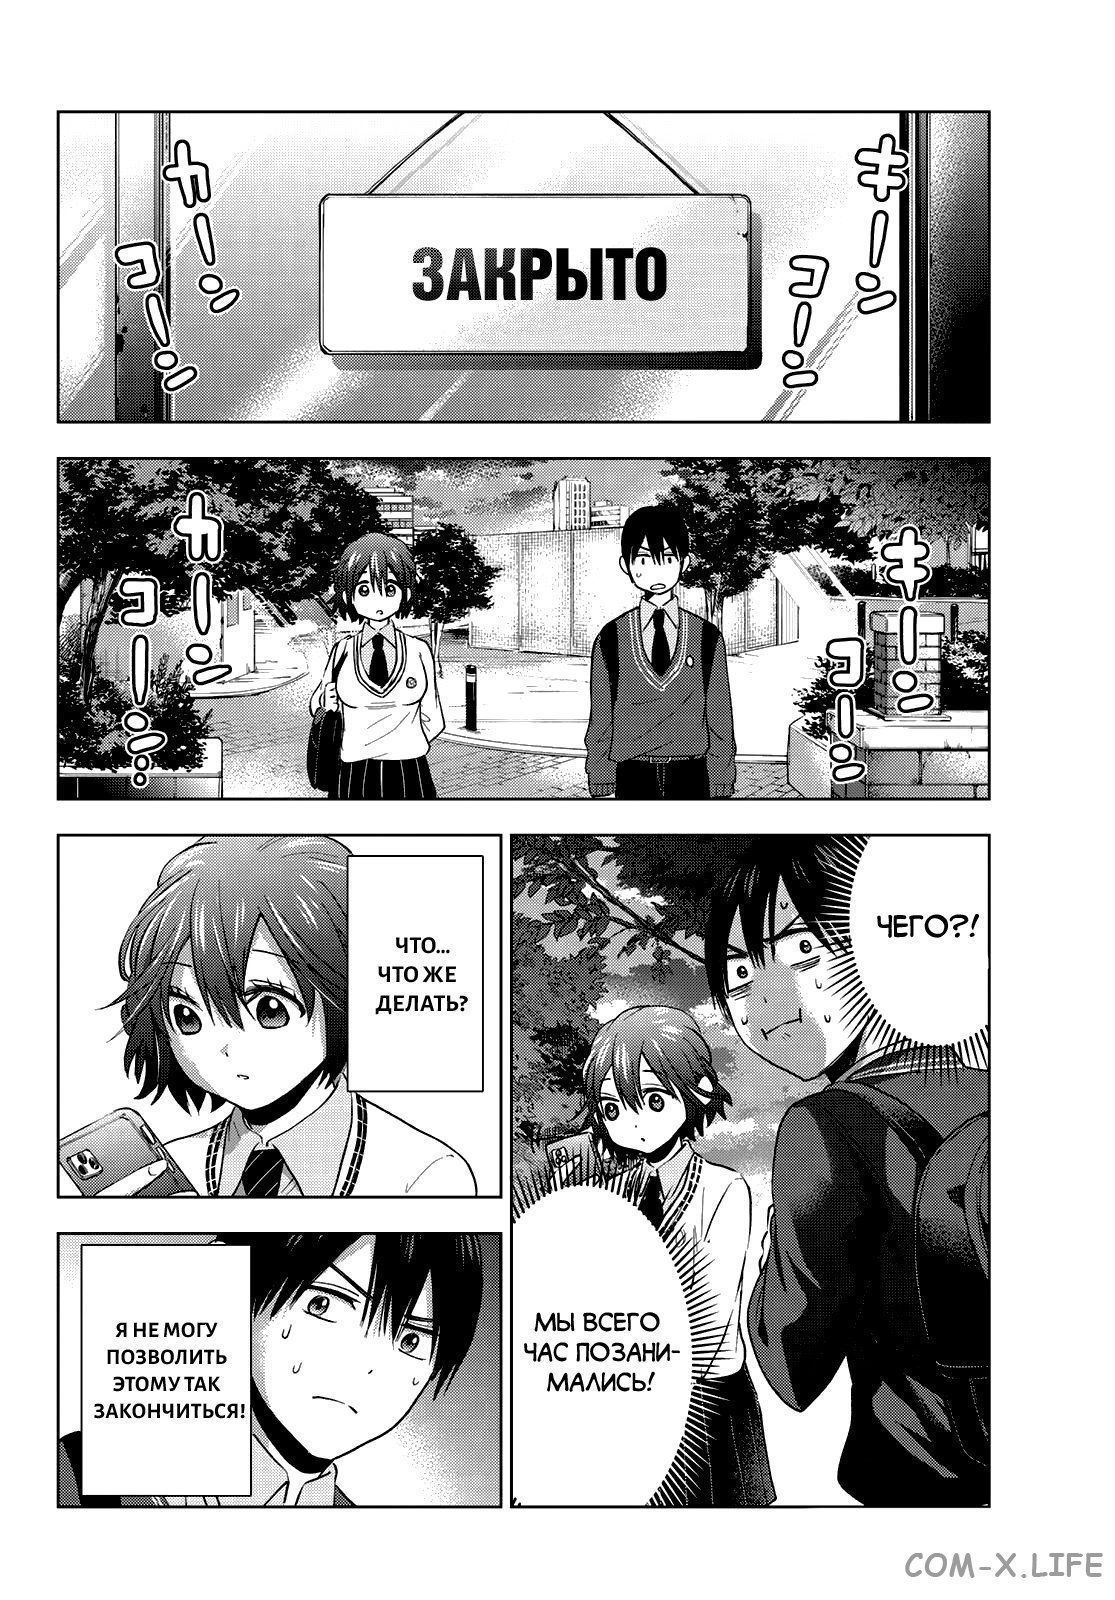 キーン
コーン
カーン
コーン
ЗАКРЫТО
キーン
コーン
カーン
コーン...
ЧЕГО?!
МЫ ВСЕГО
ЧАС ПОЗАНИ-
МАЛИСЬ!
ЧТО...
ЧТО ЖЕ
ДЕЛАТЬ?
Я НЕ МОГУ
ПОЗВОЛИТЬ
ЭТОМУ ТАК
ЗАКОНЧИТЬСЯ!
COM-X.LIFE